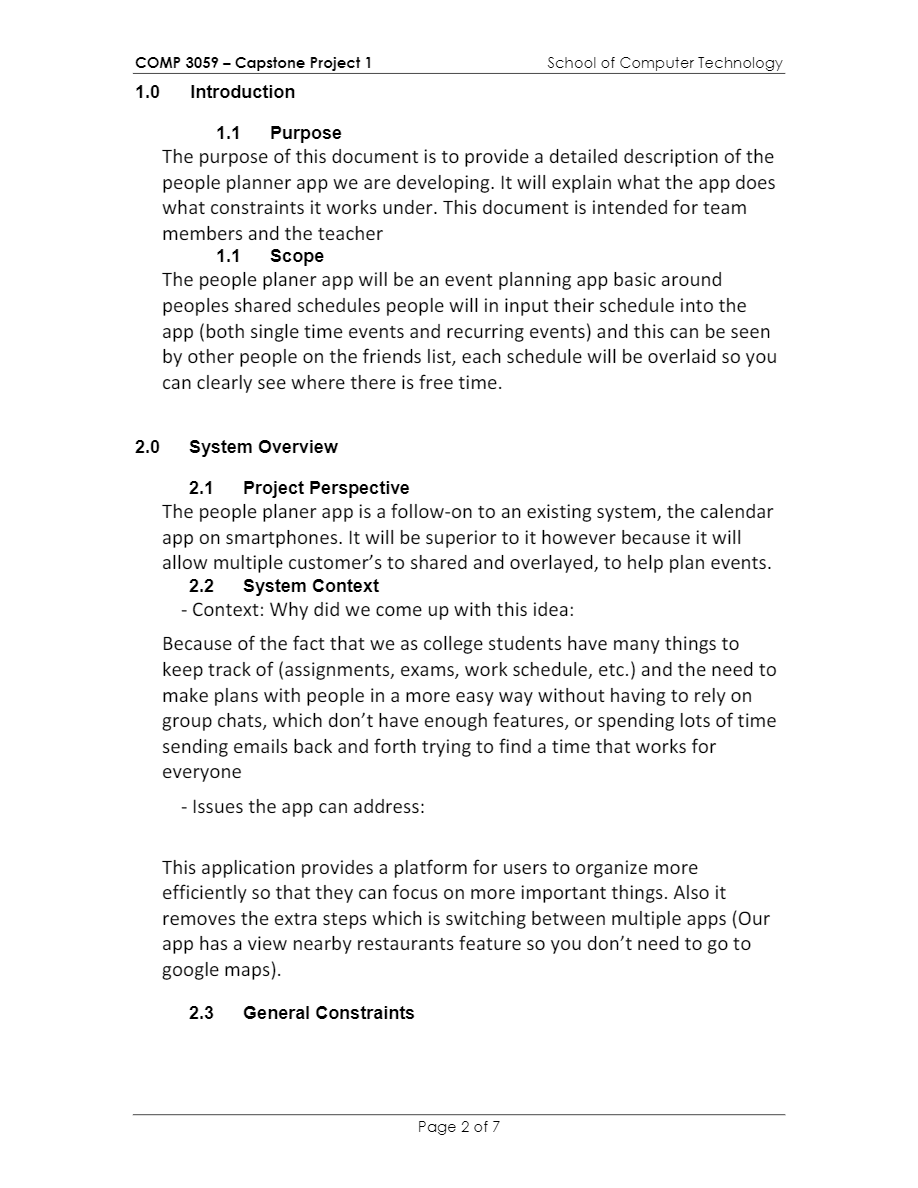 COMP 3059 – Capstone Project 1 School of Computer Technology
1.0 Introduction
1.1 Purpose
The purpose of this document is to provide a detailed description of the
people planner app we are developing. It will explain what the app does
what constraints it works under. This document is intended for team
members and the teacher
1.1 Scope
The people planer app will be an event planning app basic around
peoples shared schedules people will in input their schedule into the
app (both single time events and recurring events) and this can be seen
by other people on the friends list, each schedule will be overlaid so you
can clearly see where there is free time.
2.0 System Overview
2.1 Project Perspective
The people planer app is a follow-on to an existing system, the calendar
app on smartphones. It will be superior to it however because it will
allow multiple customer’s to shared and overlayed, to help plan events.
2.2 System Context
- Context: Why did we come up with this idea:
Because of the fact that we as college students have many things to
keep track of (assignments, exams, work schedule, etc.) and the need to
make plans with people in a more easy way without having to rely on
group chats, which don’t have enough features, or spending lots of time
sending emails back and forth trying to find a time that works for
everyone
- Issues the app can address:
This application provides a platform for users to organize more
efficiently so that they can focus on more important things. Also it
removes the extra steps which is switching between multiple apps (Our
app has a view nearby restaurants feature so you don’t need to go to
google maps).
2.3 General Constraints
Page 2 of 7